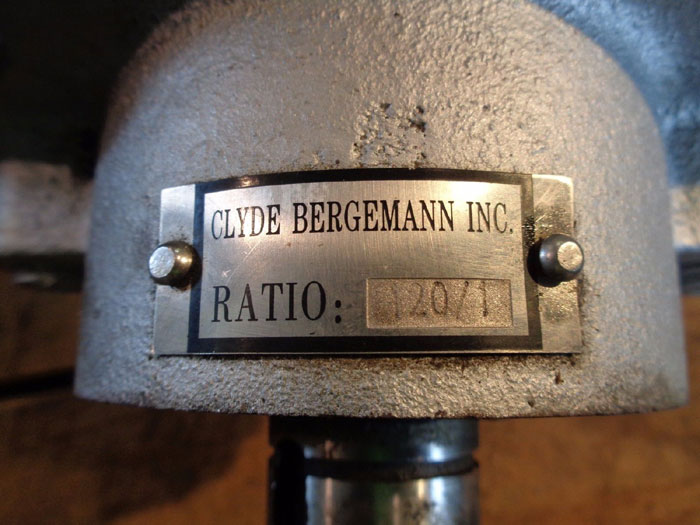 CLYDE BERGEMANN INC.
RATIO: 120/1